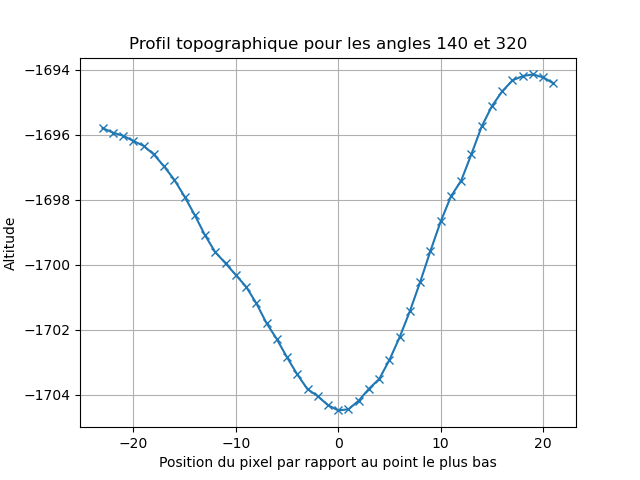 Profil topographique pour les angles 140 et 320
−1694
−1696
−1698
−1700
−1702
−1704
Altitude
−20 −10 0 10 20
Position du pixel par rapport au point le plus bas